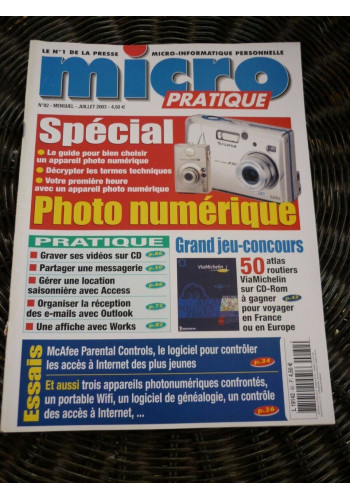 LE N°1 DE LA PRESSE MICRO-INFORMATIQUE PERSONNELLE
micro
PRATIQUE
N°92 - MENSUEL - JUILLET 2003 - 4,50 €
Spécial
Le guide pour bien choisir
un appareil photo numérique
Décrypter les termes techniques
Votre première heure
avec un appareil photo numérique
Photo numérique
PRATIQUE
Graver ses vidéos sur CD
Partager une messagerie
Gérer une location
saisonnière avec Access
Organiser la réception
des e-mails avec Outlook
Une affiche avec Works
Grand jeu-concours
ViaMichelin
50 atlas
routiers
ViaMichelin
sur CD-Rom
à gagner
pour voyager
en France
ou en Europe
Essais
McAfee Parental Controls, le logiciel pour contrôler
les accès à Internet des plus jeunes p.34
Et aussi trois appareils photonumériques confrontés,
un portable Wifi, un logiciel de généalogie, un contrôle
des accès à Internet, ... p.36